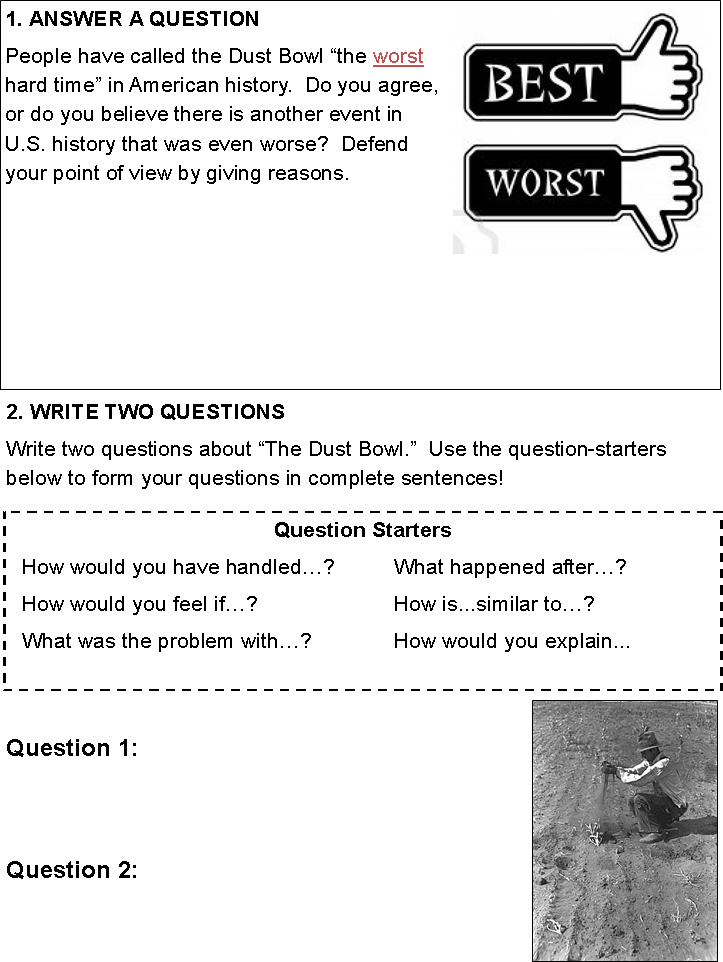 1. ANSWER A QUESTION
People have called the Dust Bowl “the worst
hard time” in American history.  Do you agree,
or do you believe there is another event in
U.S. history that was even worse?  Defend
your point of view by giving reasons.
BEST
WORST
2. WRITE TWO QUESTIONS
Write two questions about “The Dust Bowl.”  Use the question-starters
below to form your questions in complete sentences!
Question Starters
How would you have handled…?
What happened after…?
How would you feel if…?
How is...similar to…?
What was the problem with…?
How would you explain...
Question 1:
Question 2: